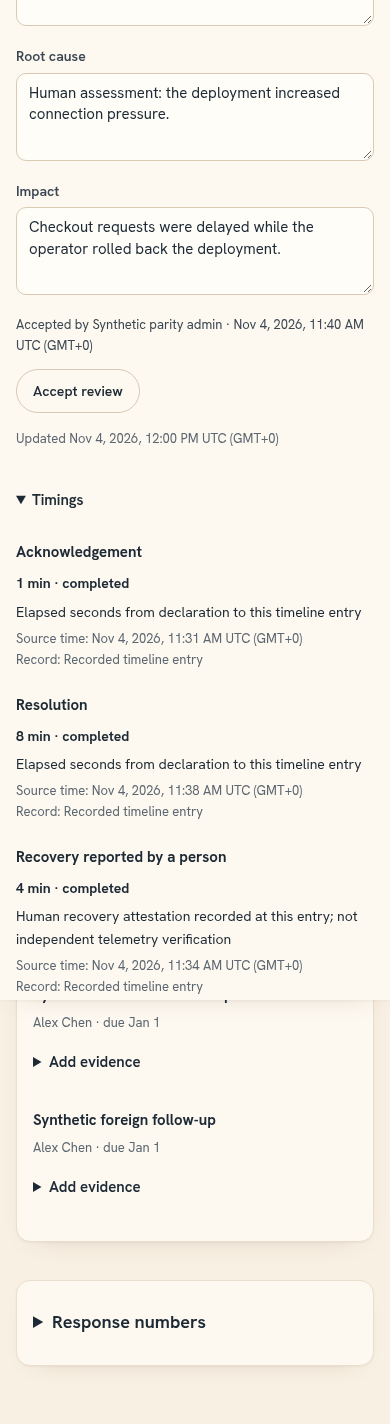 Root cause
Human assessment: the deployment increased
connection pressure.
Impact
Checkout requests were delayed while the
operator rolled back the deployment.
Accepted by Synthetic parity admin · Nov 4, 2026, 11:40 AM
UTC (GMT+0)
Accept review
Updated Nov 4, 2026, 12:00 PM UTC (GMT+0)
▼ Timings
Acknowledgement
1 min · completed
Elapsed seconds from declaration to this timeline entry
Source time: Nov 4, 2026, 11:31 AM UTC (GMT+0)
Record: Recorded timeline entry
Resolution
8 min · completed
Elapsed seconds from declaration to this timeline entry
Source time: Nov 4, 2026, 11:38 AM UTC (GMT+0)
Record: Recorded timeline entry
Recovery reported by a person
4 min · completed
Human recovery attestation recorded at this entry; not
independent telemetry verification
Source time: Nov 4, 2026, 11:34 AM UTC (GMT+0)
Record: Recorded timeline entry
Alex Chen · due Jan 1
▶ Add evidence
Synthetic foreign follow-up
Alex Chen · due Jan 1
▶ Add evidence
▶ Response numbers